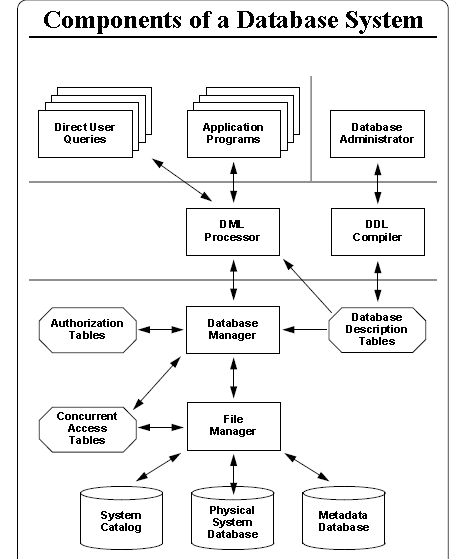 Components of a Database System
Direct User
Queries
Application
Programs
Database
Administrator
DML
Processor
DDL
Compiler
Authorization
Tables
Database
Manager
Database
Description
Tables
Concurrent
Access
Tables
File
Manager
System
Catalog
Physical
System
Database
Metadata
Database